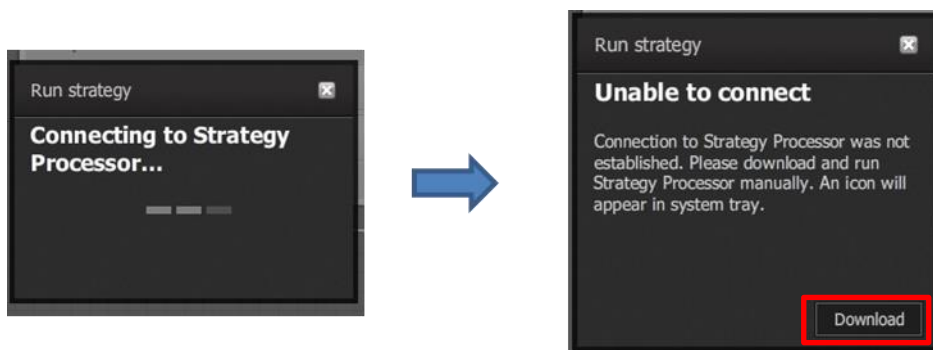 Run strategy
Connecting to Strategy
Processor...
Run strategy
Unable to connect
Connection to Strategy Processor was not
established. Please download and run
Strategy Processor manually. An icon will
appear in system tray.
Download